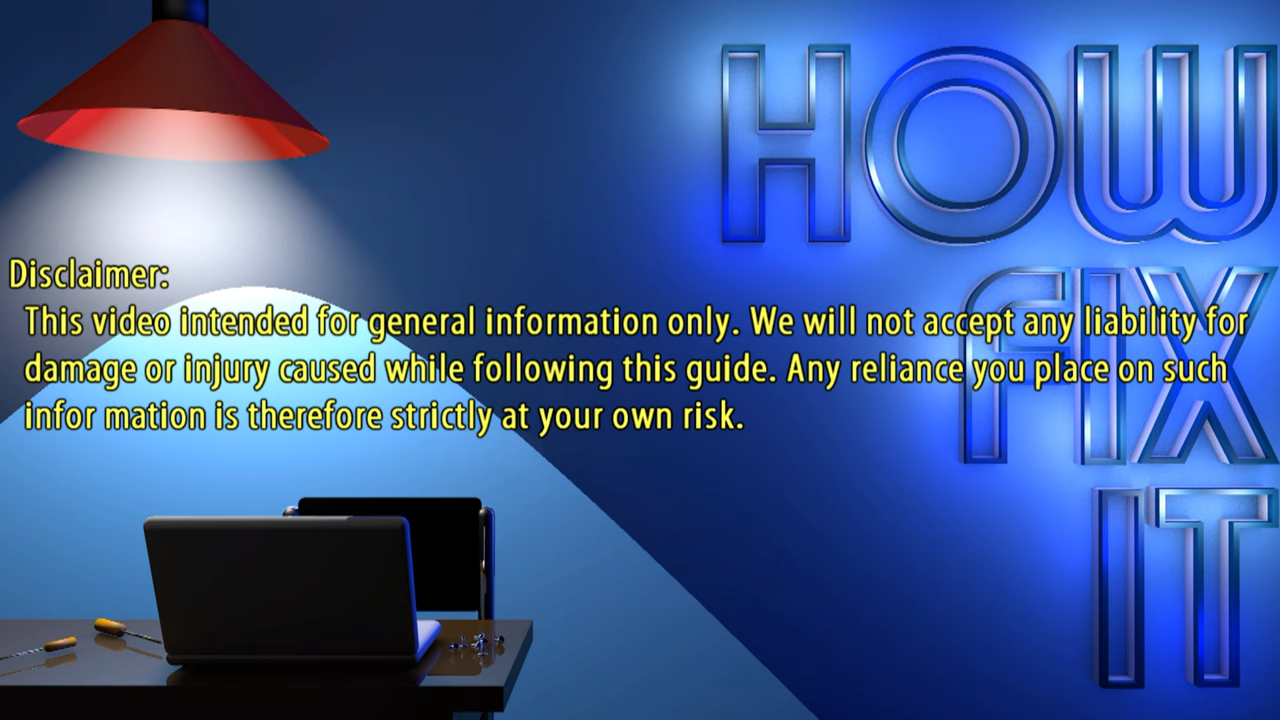 HOW
FIX
IT
Disclaimer:
This video intended for general information only. We will not accept any liability for
damage or injury caused while following this guide. Any reliance you place on such
infor mation is therefore strictly at your own risk.